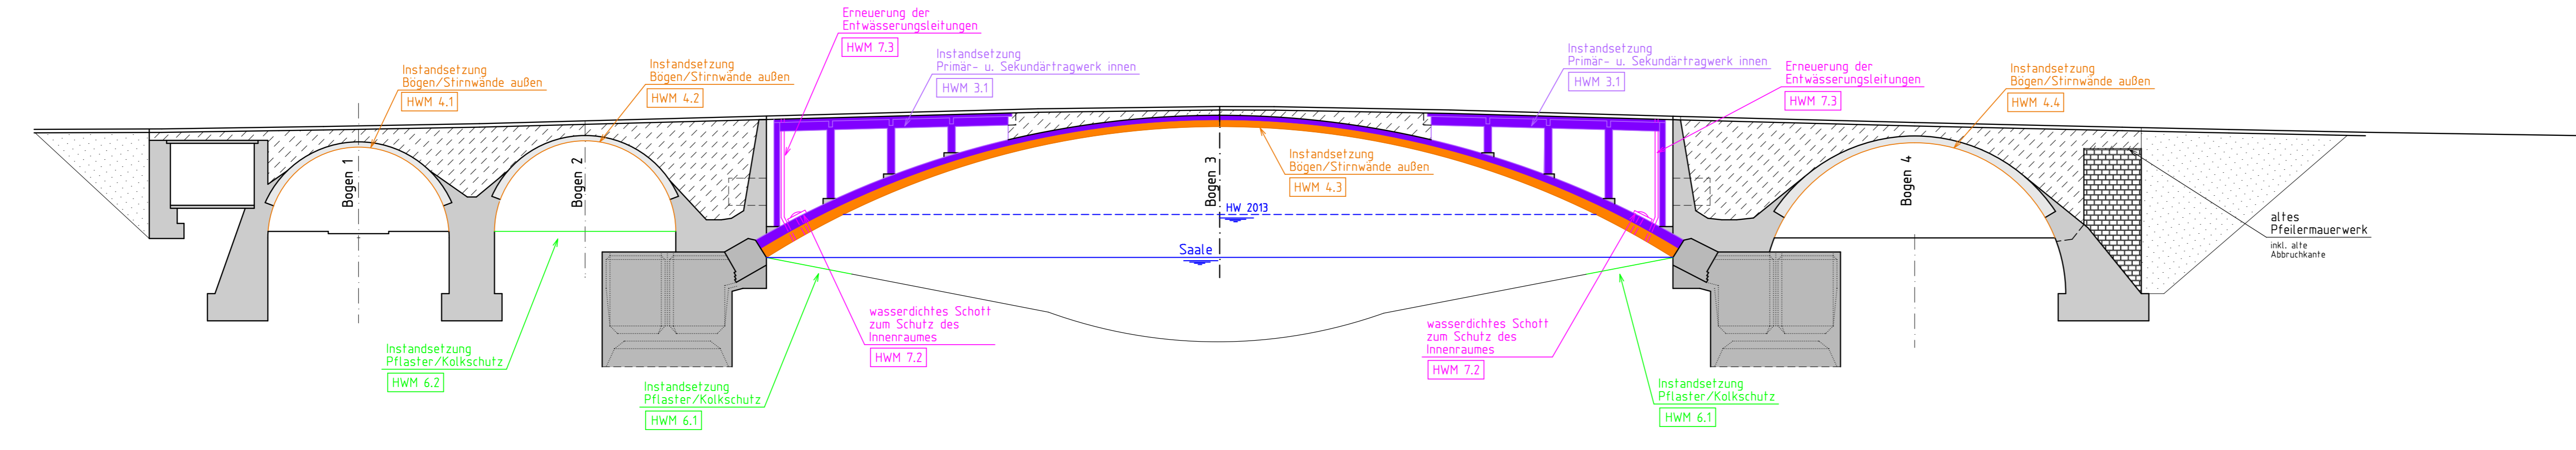 Erneuerung der
Entwässerungsleitungen
HWM 7.3
Instandsetzung
Primär- u. Sekundärtragwerk innen
HWM 3.1
Instandsetzung
Primär- u. Sekundärtragwerk innen
HWM 3.1
Instandsetzung
Bögen/Stirnwände außen
HWM 4.1
Instandsetzung
Bögen/Stirnwände außen
HWM 4.2
Erneuerung der
Entwässerungsleitungen
HWM 7.3
Instandsetzung
Bögen/Stirnwände außen
HWM 4.4
Bogen 1
Bogen 2
Bogen 3
Bogen 4
Instandsetzung
Bögen/Stirnwände außen
HWM 4.3
HW 2013
Saale
altes
Pfeilermauerwerk
inkl. alte
Abbruchkante
wasserdichtes Schott
zum Schutz des
Innenraumes
HWM 7.2
wasserdichtes Schott
zum Schutz des
Innenraumes
HWM 7.2
Instandsetzung
Pflaster/Kolkschutz
HWM 6.2
Instandsetzung
Pflaster/Kolkschutz
HWM 6.1
Instandsetzung
Pflaster/Kolkschutz
HWM 6.1